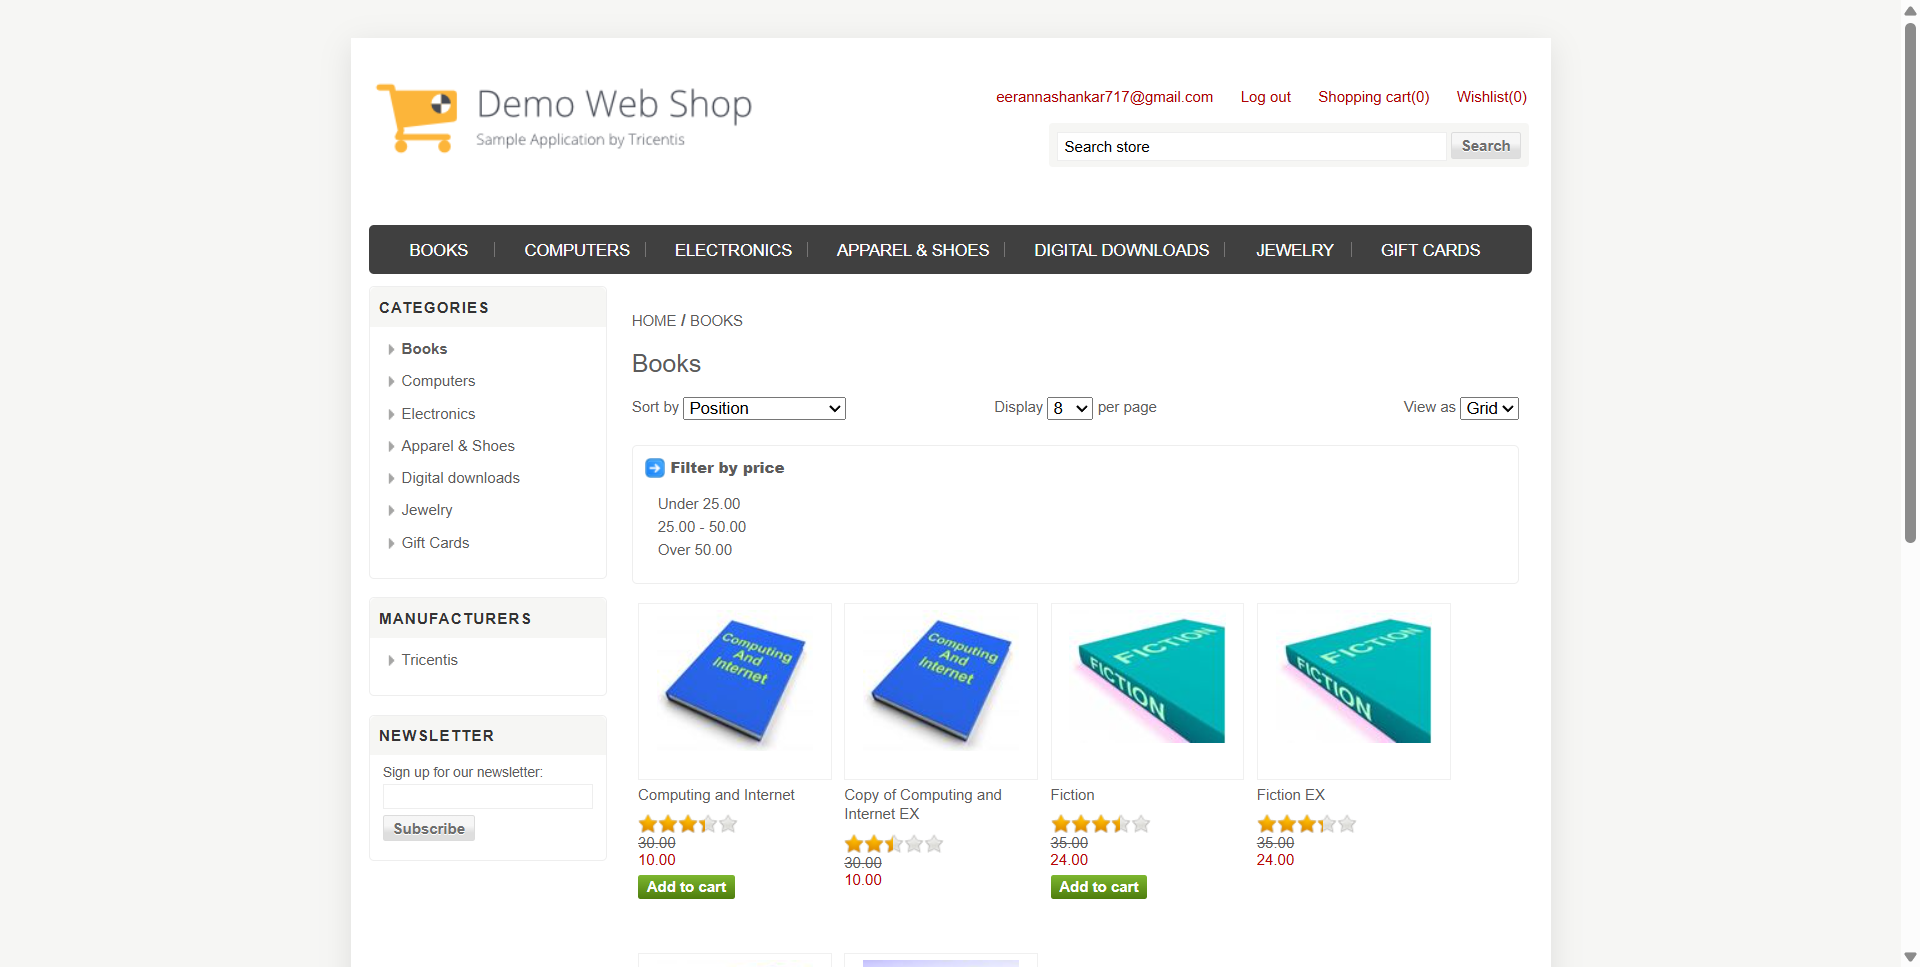 Demo Web Shop
Sample Application by Tricentis
eerannashankar717@gmail.com Log out Shopping cart(0) Wishlist(0)
Search store Search
BOOKS COMPUTERS ELECTRONICS APPAREL & SHOES DIGITAL DOWNLOADS JEWELRY GIFT CARDS
CATEGORIES
Books
Computers
Electronics
Apparel & Shoes
Digital downloads
Jewelry
Gift Cards
MANUFACTURERS
Tricentis
NEWSLETTER
Sign up for our newsletter:
Subscribe
HOME / BOOKS
Books
Sort by Position Display 8 per page View as Grid
Filter by price
Under 25.00
25.00 - 50.00
Over 50.00
Computing
And
Internet
Computing and Internet
30.00
10.00
Add to cart
Computing
And
Internet
Copy of Computing and
Internet EX
30.00
10.00
FICTION
FICTION
Fiction
35.00
24.00
Add to cart
FICTION
FICTION
Fiction EX
35.00
24.00